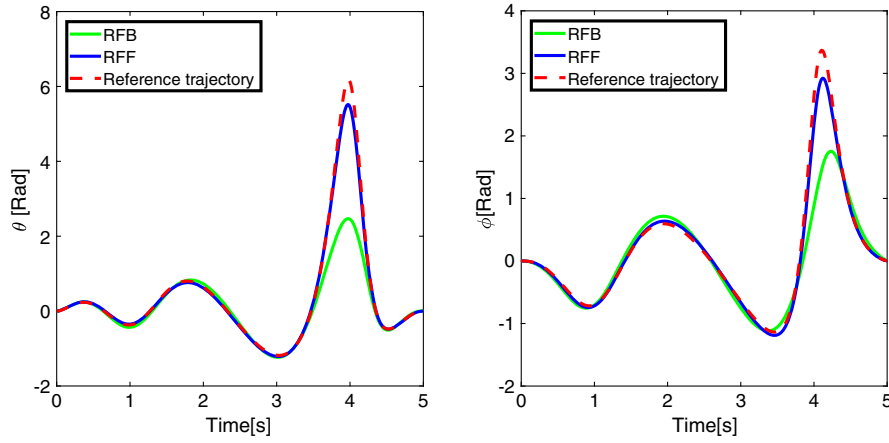 RFB
RFF
Reference trajectory
8
6
4
2
0
-2
θ [Rad]
0
1
2
3
4
5
Time[s]
RFB
RFF
Reference trajectory
4
3
2
1
0
-1
-2
ϕ[Rad]
0
1
2
3
4
5
Time[s]